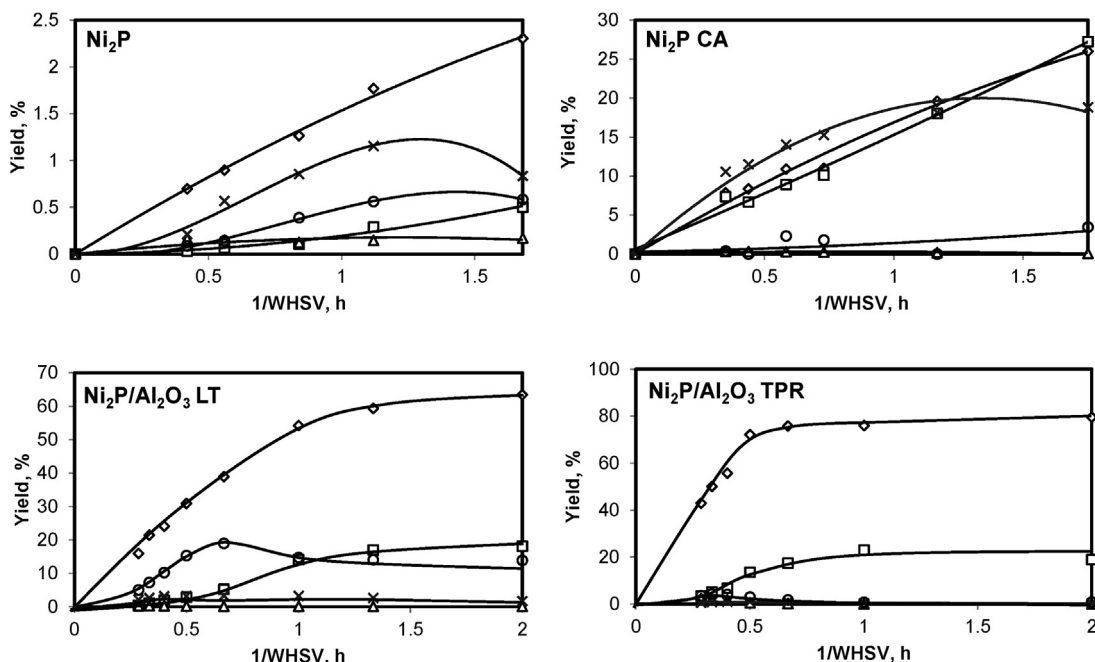 Ni₂P
2.5
2
1.5
1
0.5
0
Yield, %
0 0.5 1 1.5
1/WHSV, h
Ni₂P CA
30
25
20
15
10
5
0
Yield, %
0 0.5 1 1.5
1/WHSV, h
Ni₂P/Al₂O₃ LT
70
60
50
40
30
20
10
0
Yield, %
0 0.5 1 1.5 2
1/WHSV, h
Ni₂P/Al₂O₃ TPR
100
80
60
40
20
0
Yield, %
0 0.5 1 1.5 2
1/WHSV, h